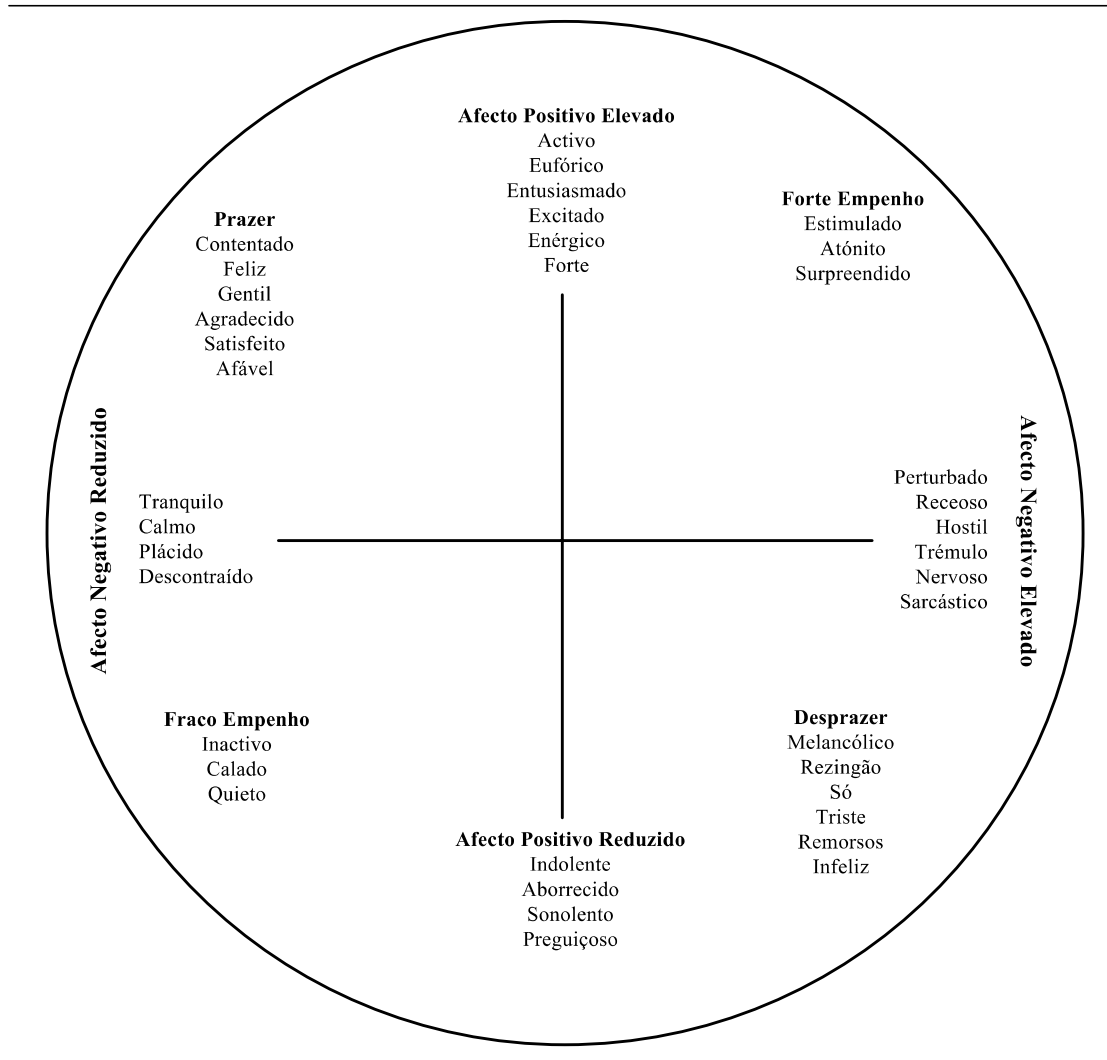 Afecto Positivo Elevado
Activo
Eufórico
Entusiasmado
Excitado
Enérgico
Forte
Prazer
Contentado
Feliz
Gentil
Agradecido
Satisfeito
Afável
Forte Empenho
Estimulado
Atónito
Surpreendido
Afecto Negativo Reduzido
Tranquilo
Calmo
Plácido
Descontraído
Perturbado
Receoso
Hostil
Trémulo
Nervoso
Sarcástico
Afecto Negativo Elevado
Fraco Empenho
Inactivo
Calado
Quieto
Desprazer
Melancólico
Rezingão
Só
Triste
Remorsos
Infeliz
Afecto Positivo Reduzido
Indolente
Aborrecido
Sonolento
Preguiçoso